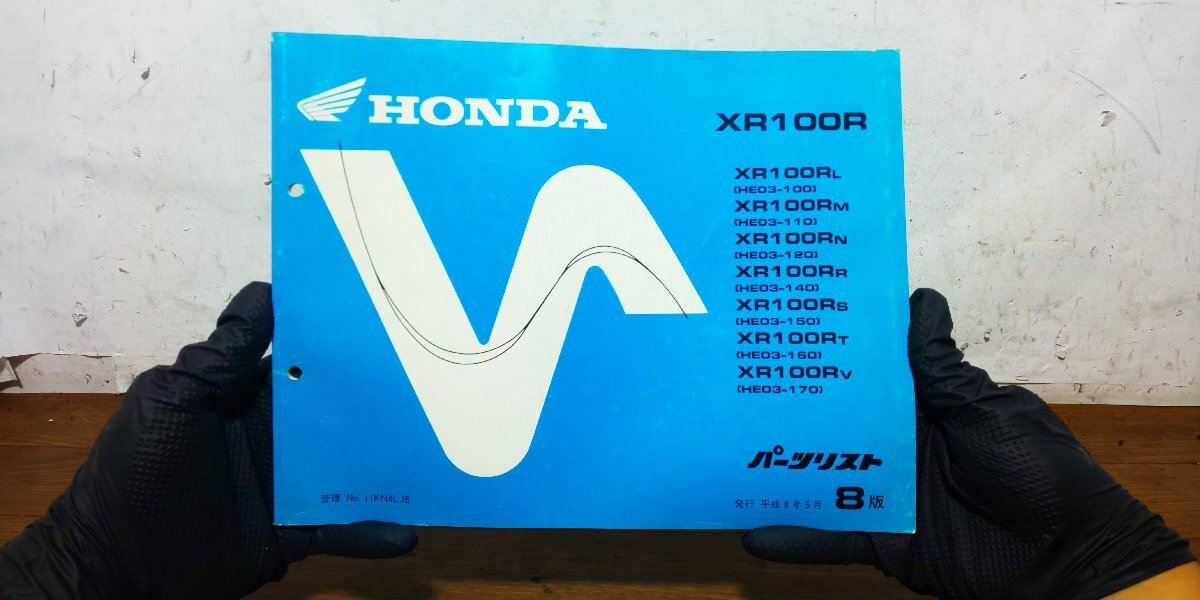 HONDA
XR100R
XR100RL
(HE03-100)
XR100RM
(HE03-110)
XR100RN
(HE03-120)
XR100RR
(HE03-140)
XR100RS
(HE03-150)
XR100RT
(HE03-160)
XR100RV
(HE03-170)
パーツリスト
管理 No. 11KN4LJ8
発行 平成8年5月 8版